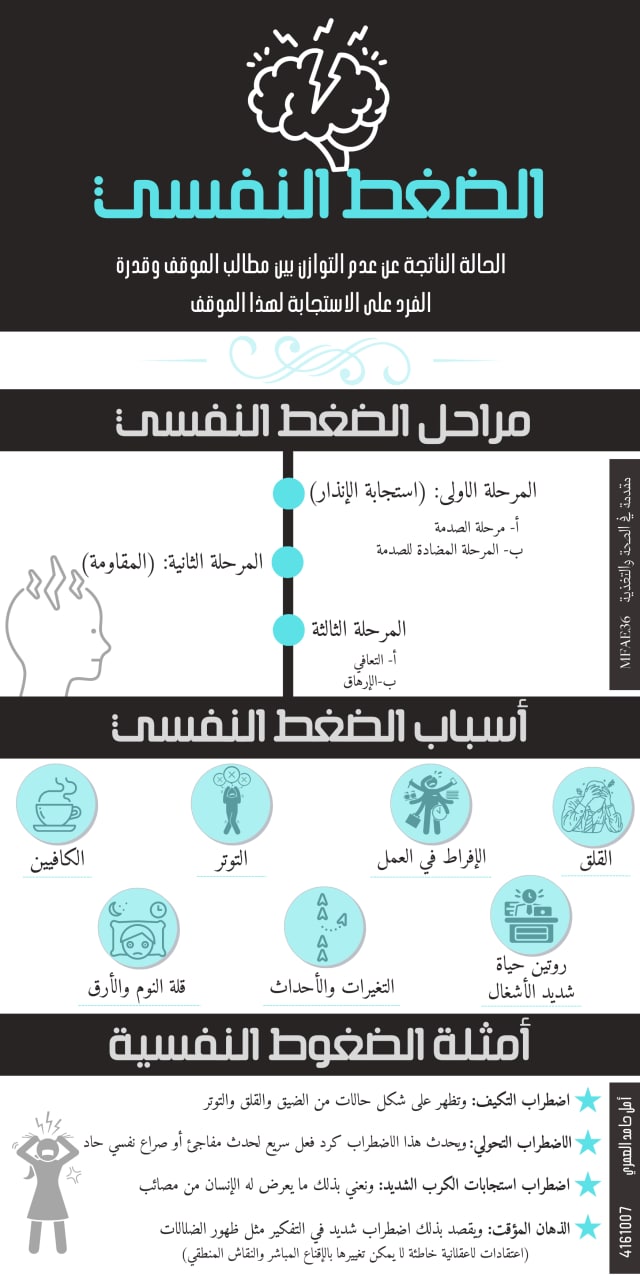 الضغط النفسي
الحالة الناتجة عن عدم التوازن بين مطالب الموقف وقدرة
الفرد على الاستجابة لهذا الموقف
مراحل الضغط النفسي
المرحلة الاولى: (استجابة الإنذار)
أ- مرحلة الصدمة
ب- المرحلة المضادة للصدمة
المرحلة الثانية: (المقاومة)
المرحلة الثالثة
أ- التعافي
ب-الإرهاق
مقدمة في الصحة والتغذية MFAE36
أسباب الضغط النفسي
القلق
الإفراط في العمل
التوتر
الكافيين
روتين حياة
شديد الأشغال
التغيرات والأحداث
قلة النوم والأرق
أمثلة الضغوط النفسية
اضطراب التكيف: وتظهر على شكل حالات من الضيق والقلق والتوتر
الاضطراب التحولي: ويحدث هذا الاضطراب كرد فعل سريع لحدث مفاجئ أو صراع نفسي حاد
اضطراب استجابات الكرب الشديد: ونعني بذلك ما يعرض له الإنسان من مصائب
الذهان المؤقت: ويقصد بذلك اضطراب شديد في التفكير مثل ظهور الضلالات
(اعتقادات لاعقلانية خاطئة لا يمكن تغييرها بالإقناع المباشر والنقاش المنطقي)
أمل حامد العمري 4161007